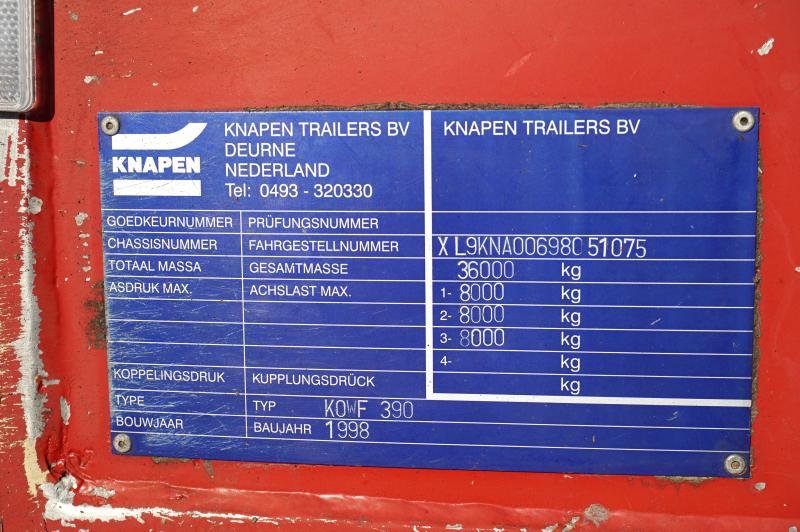 KNAPEN
KNAPEN TRAILERS BV
DEURNE
NEDERLAND
Tel: 0493 - 320330
KNAPEN TRAILERS BV
GOEDKEURNUMMER PRÜFUNGSNUMMER
CHASSISNUMMER FAHRGESTELLNUMMER XL9KNA00698051075
TOTAAL MASSA GESAMTMASSE 36000 kg
ASDRUK MAX. ACHSLAST MAX. 1- 8000 kg
2- 8000 kg
3- 8000 kg
4- kg
KOPPELINGSDRUK KUPPLUNGSDRÜCK kg
TYPE TYP KOWF 390
BOUWJAAR BAUJAHR 1998